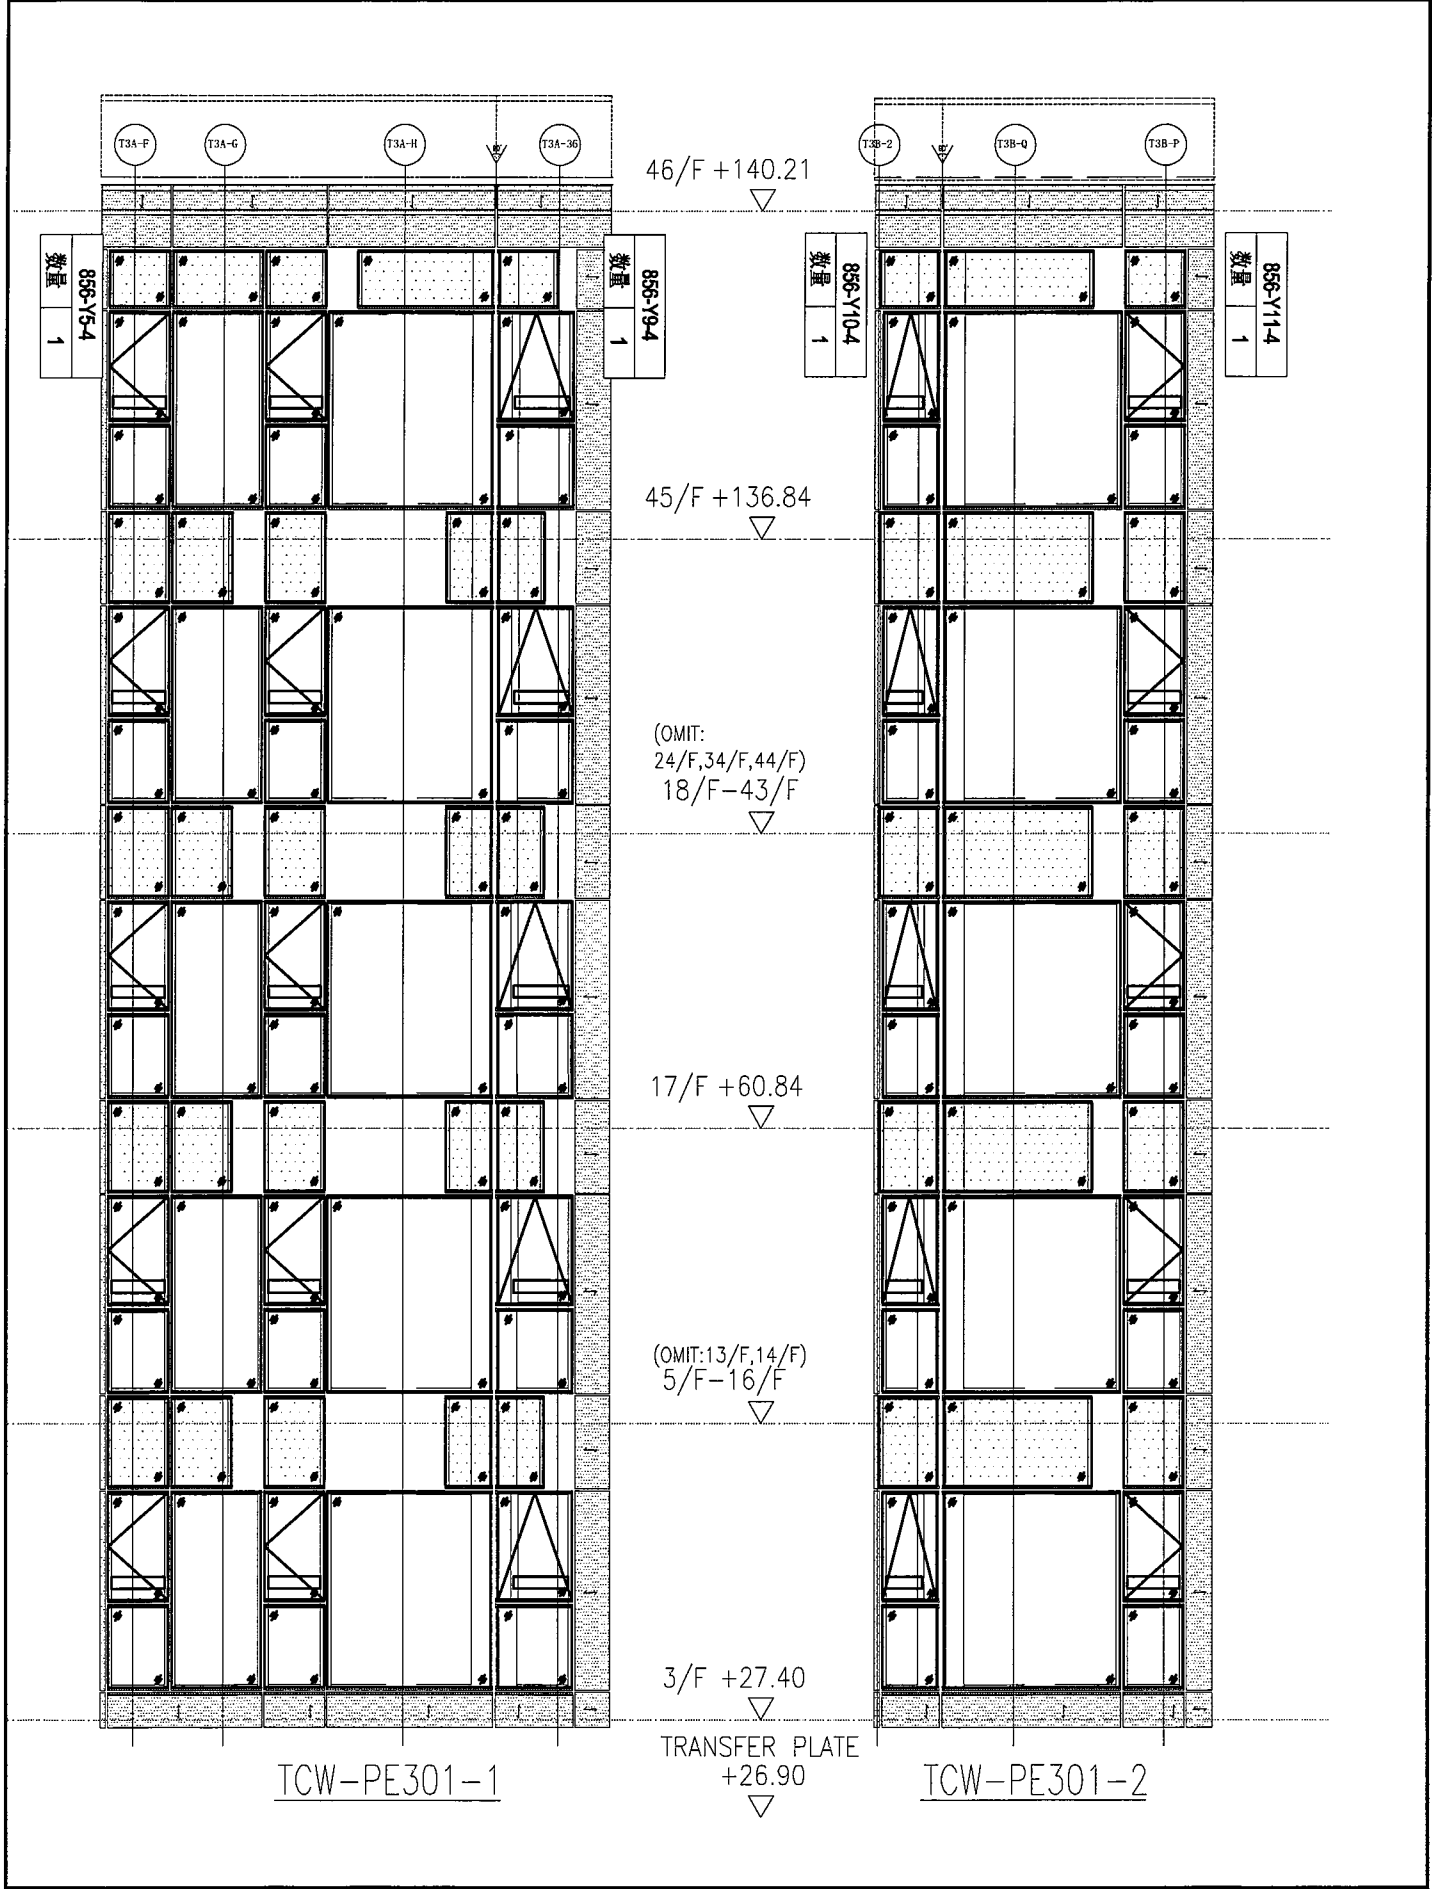 T3A-F
T3A-G
T3A-H
T3A-36
T3B-2
T3B-Q
T3B-P
46/F +140.21
856-Y5-4
数量 1
856-Y9-4
数量 1
856-Y10-4
数量 1
856-Y11-4
数量 1
45/F +136.84
(OMIT:
24/F,34/F,44/F)
18/F-43/F
17/F +60.84
(OMIT:13/F,14/F)
5/F-16/F
3/F +27.40
TRANSFER PLATE
+26.90
TCW-PE301-1
TCW-PE301-2